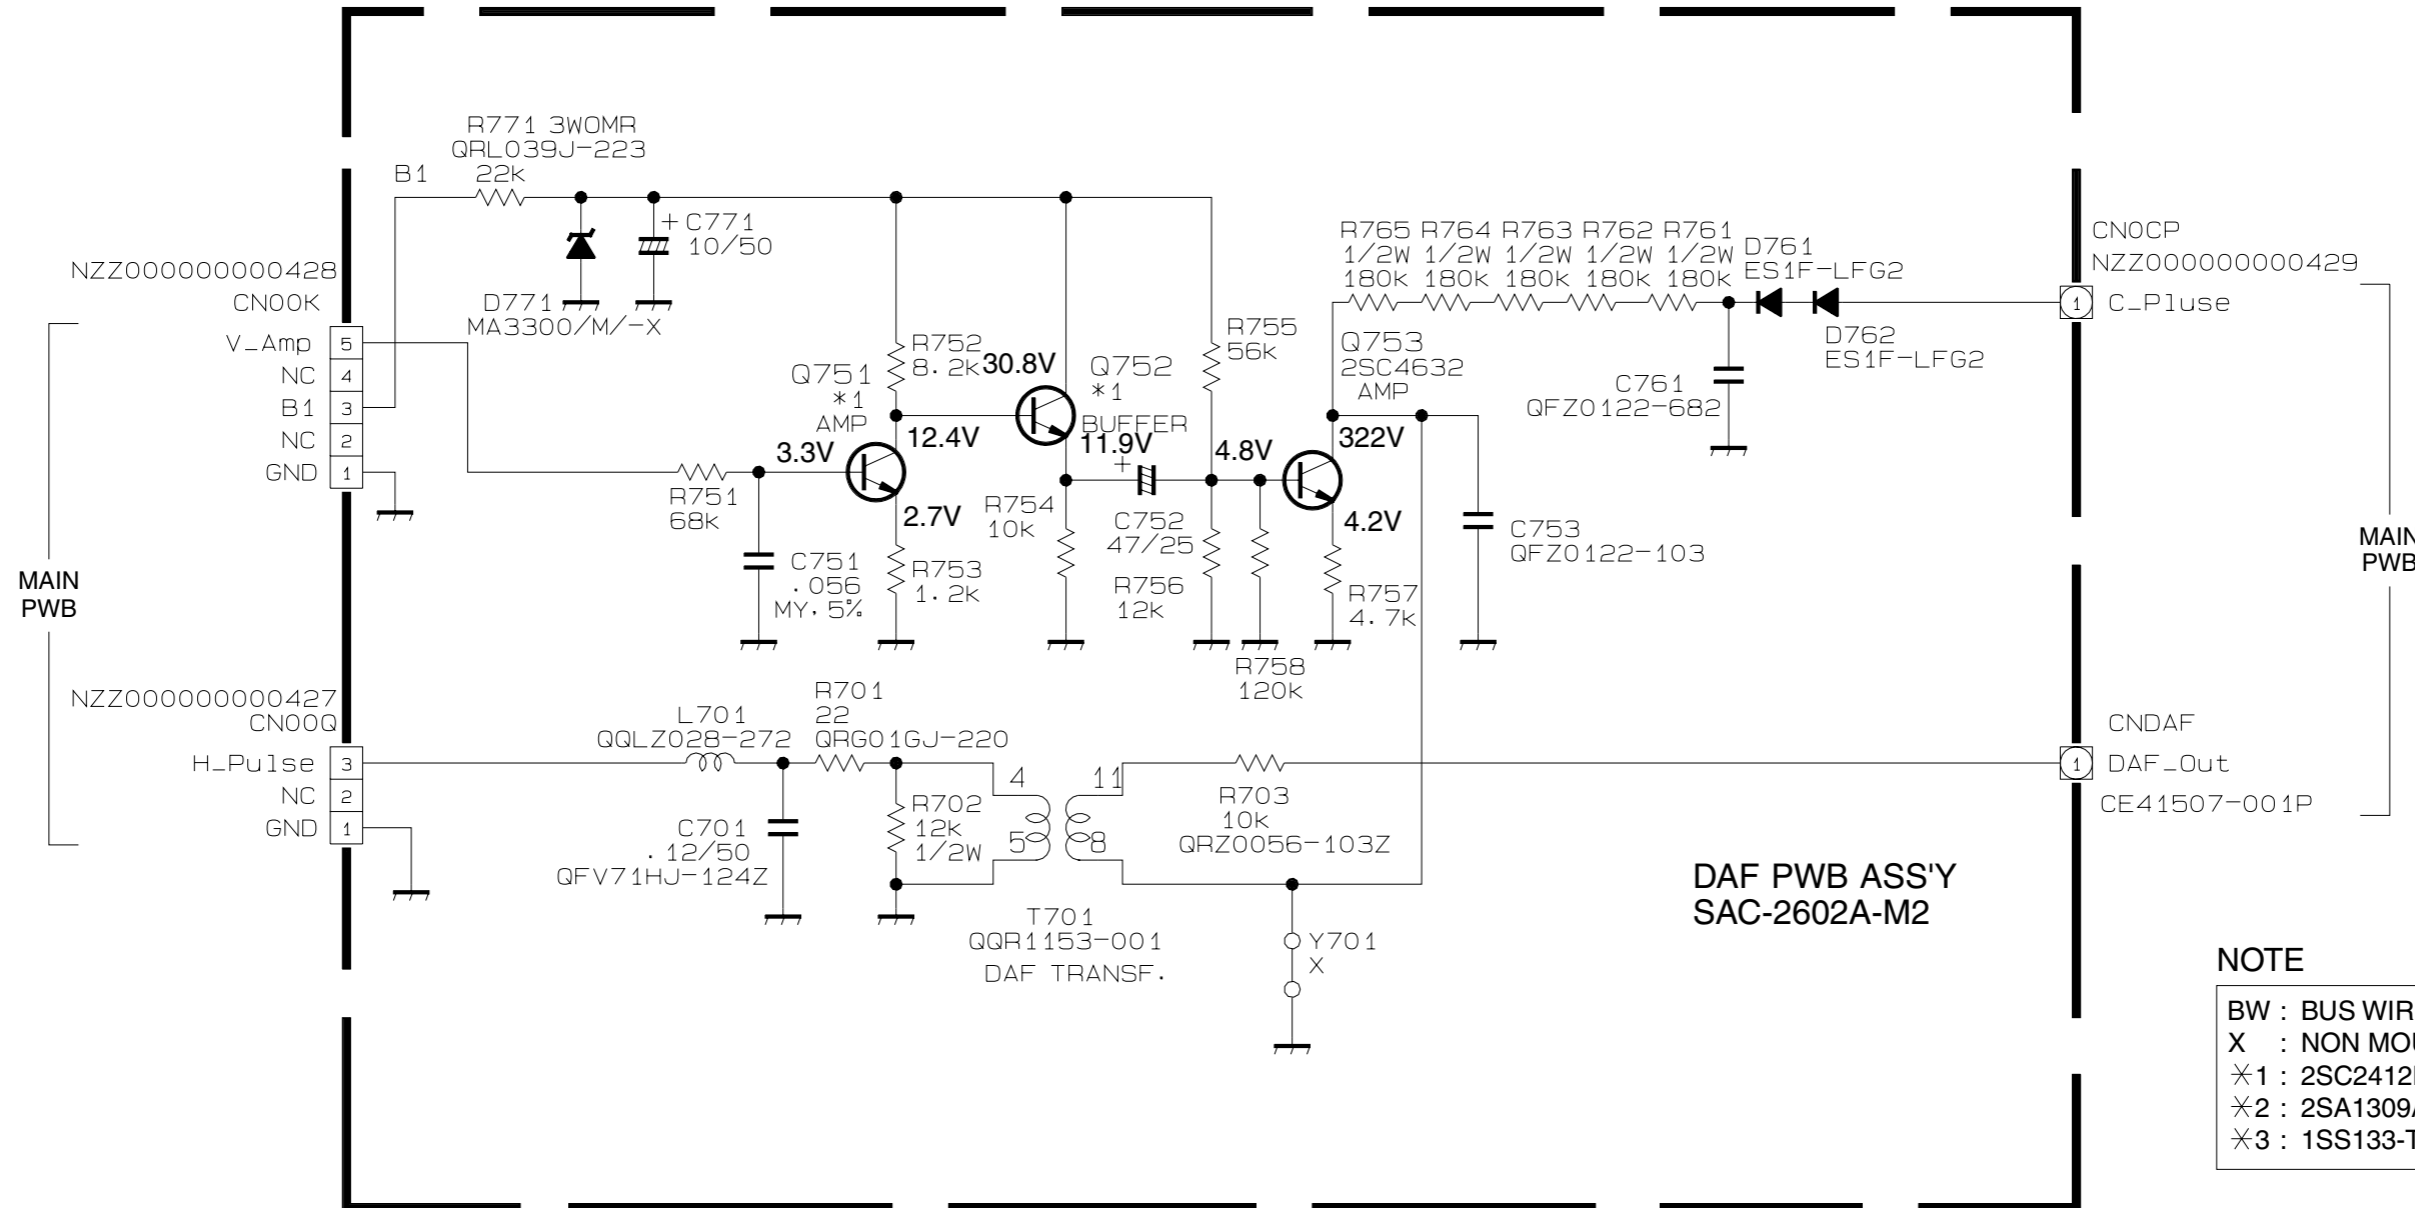 R771 3WOMR
QRL039J-223
22k
B1
+
C771
10/50
D771
MA3300/M/-X
NZZ000000000428
CN00K
V_Amp 5
NC 4
B1 3
NC 2
GND 1
MAIN
PWB
R751
68k
C751
.056
MY,5%
3.3V
Q751
*1
AMP
R752
8.2k
12.4V
2.7V
R753
1.2k
30.8V
Q752
*1
BUFFER
11.9V
+
R754
10k
C752
47/25
R755
56k
4.8V
R756
12k
R758
120k
R765 R764 R763 R762 R761
1/2W 1/2W 1/2W 1/2W 1/2W
180k 180k 180k 180k 180k
Q753
2SC4632
AMP
322V
4.2V
R757
4.7k
C753
QFZ0122-103
D761
ES1F-LFG2
D762
ES1F-LFG2
C761
QFZ0122-682
CN0CP
NZZ000000000429
1 C_Pluse
MAIN
PWB
NZZ000000000427
CN00Q
H_Pulse 3
NC 2
GND 1
L701
QQLZ028-272
R701
22
QRG01GJ-220
C701
.12/50
QFV71HJ-124Z
R702
12k
1/2W
4
5
11
8
T701
QQR1153-001
DAF TRANSF.
R703
10k
QRZ0056-103Z
Y701
X
CNDAF
1 DAF_Out
CE41507-001P
DAF PWB ASS'Y
SAC-2602A-M2
NOTE
BW : BUS WIR
X : NON MOU
*1 : 2SC2412
*2 : 2SA1309
*3 : 1SS133-T